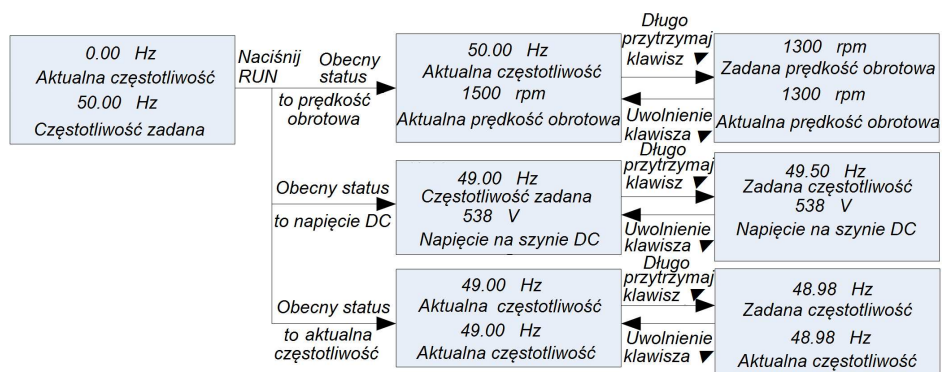 0.00 Hz
Aktualna częstotliwość
50.00 Hz
Częstotliwość zadana
Naciśnij
RUN
Obecny
status
to prędkość
obrotowa
50.00 Hz
Aktualna częstotliwość
1500 rpm
Aktualna prędkość obrotowa
Długo
przytrzymaj
klawisz
Uwolnienie
klawisza
1300 rpm
Zadana prędkość obrotowa
1300 rpm
Aktualna prędkość obrotowa
Obecny status
to napięcie DC
49.00 Hz
Częstotliwość zadana
538 V
Napięcie na szynie DC
Długo
przytrzymaj
klawisz
Uwolnienie
klawisza
49.50 Hz
Zadana częstotliwość
538 V
Napięcie na szynie DC
Obecny status
to aktualna
częstotliwość
49.00 Hz
Aktualna częstotliwość
49.00 Hz
Aktualna częstotliwość
Długo
przytrzymaj
klawisz
Uwolnienie
klawisza
48.98 Hz
Zadana częstotliwość
48.98 Hz
Aktualna częstotliwość